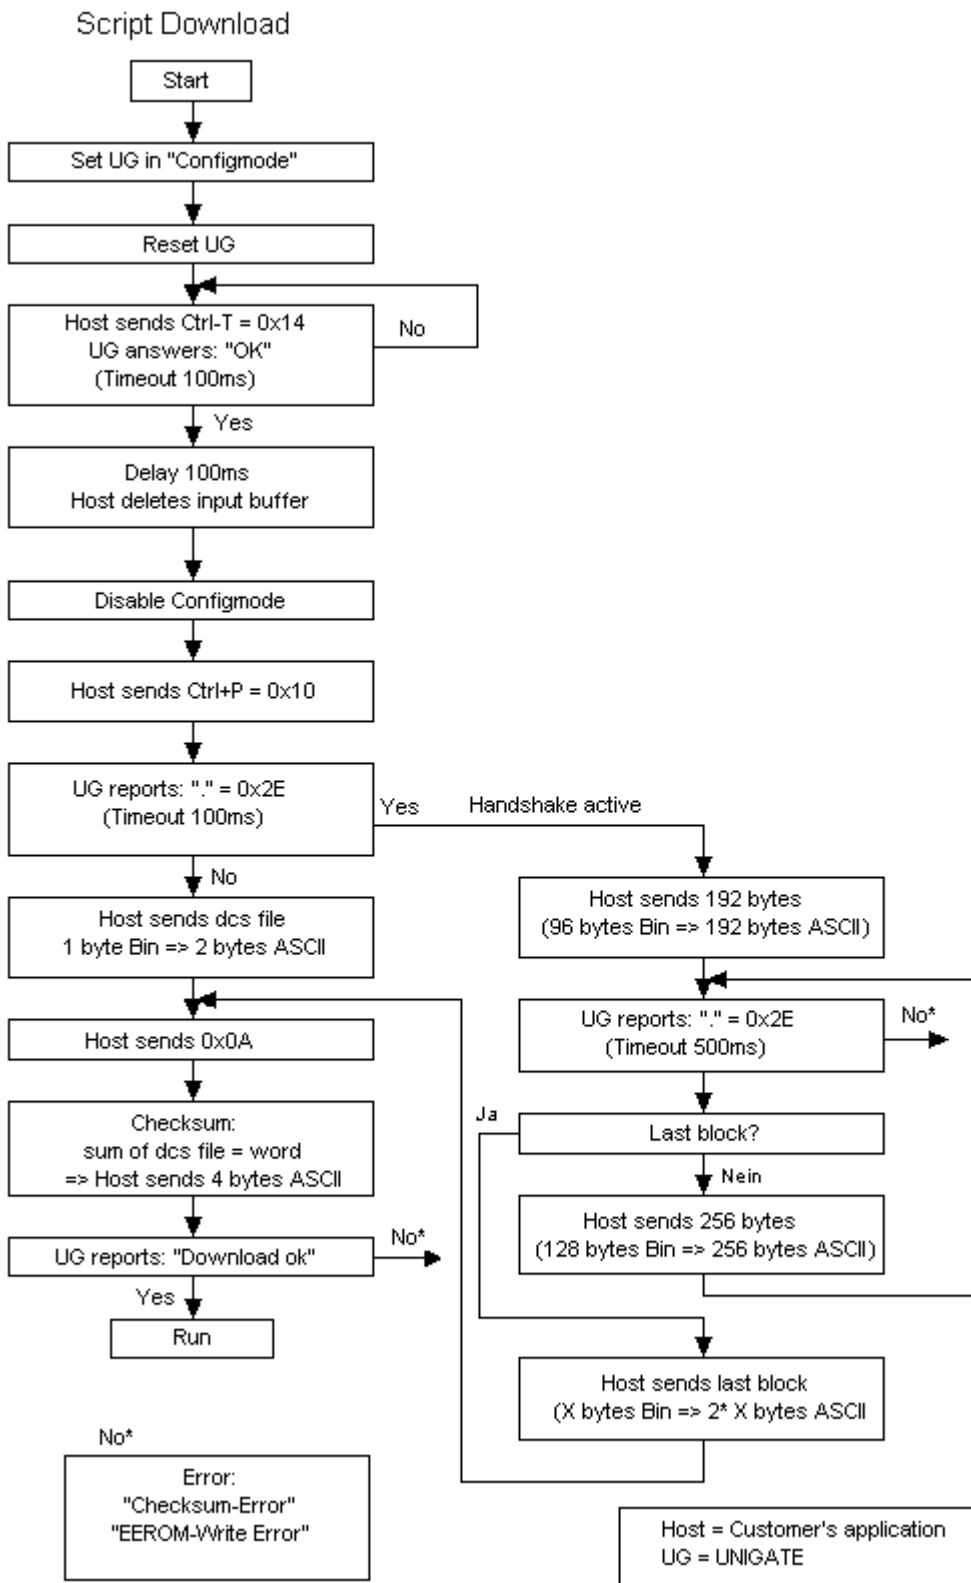 Script Download
Start
Set UG in "Configmode"
Reset UG
Host sends Ctrl-T = 0x14
UG answers: "OK"
(Timeout 100ms)
No
Yes
Delay 100ms
Host deletes input buffer
Disable Configmode
Host sends Ctrl+P = 0x10
UG reports: "." = 0x2E
(Timeout 100ms)
Yes
Handshake active
No
Host sends dcs file
1 byte Bin => 2 bytes ASCII
Host sends 192 bytes
(96 bytes Bin => 192 bytes ASCII)
Host sends 0x0A
UG reports: "." = 0x2E
(Timeout 500ms)
No*
Checksum:
sum of dcs file = word
=> Host sends 4 bytes ASCII
Ja
Last block?
Nein
Host sends 256 bytes
(128 bytes Bin => 256 bytes ASCII)
UG reports: "Download ok"
No*
Yes
Run
Host sends last block
(X bytes Bin => 2* X bytes ASCII
No*
Error:
"Checksum-Error"
"EEROM-Write Error"
Host = Customer's application
UG = UNIGATE